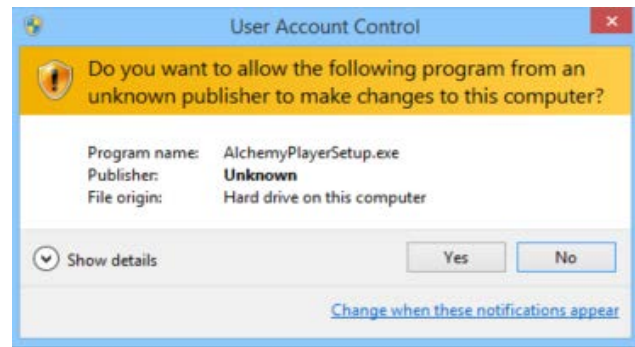 User Account Control
Do you want to allow the following program from an
unknown publisher to make changes to this computer?
Program name: AlchemyPlayerSetup.exe
Publisher: Unknown
File origin: Hard drive on this computer
Show details
Yes No
Change when these notifications appear